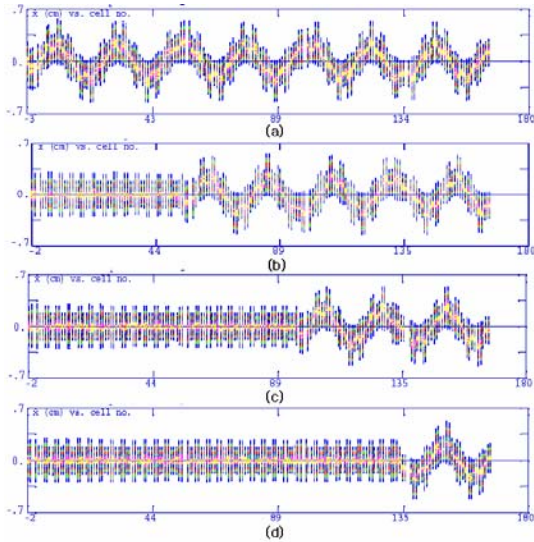 .7 x (cm) vs. cell no.
0.
-.7
-3 43 89 134 180
(a)
.7 x (cm) vs. cell no.
0.
-.7
-2 44 89 135 180
(b)
.7 x (cm) vs. cell no.
0.
-.7
-2 44 89 135 180
(c)
.7 x (cm) vs. cell no.
0.
-.7
-2 44 89 135 180
(d)